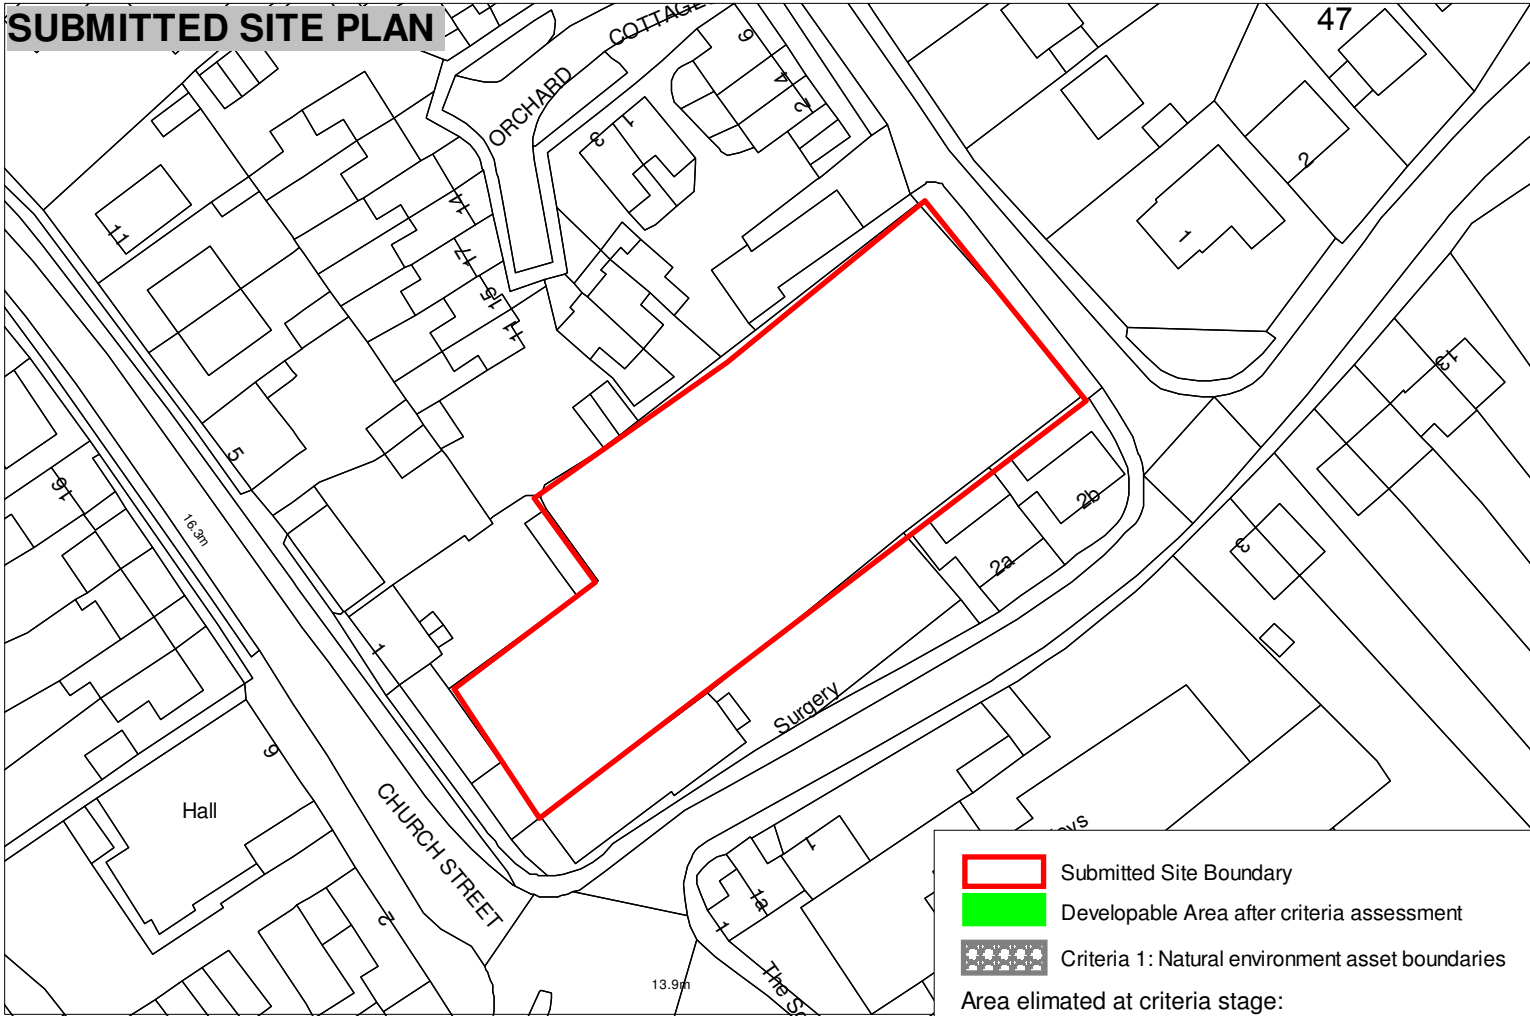 SUBMITTED SITE PLAN
47
COTTAGE
ORCHARD
6
4
2
1
3
2
1
11
14
17
15
11
13
5
16
16.3m
2b
2a
3
1
Surgery
9
Hall
CHURCH STREET
2
1
1a
1
13.9m
Submitted Site Boundary
Developable Area after criteria assessment
Criteria 1: Natural environment asset boundaries
Area elimated at criteria stage: